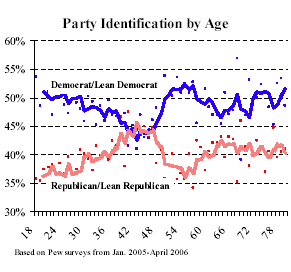 Party Identification by Age
60%
55%
Democrat/Lean Democrat
50%
45%
40%
35%
Republican/Lean Republican
30%
18 24 30 36 42 48 54 60 66 72 78
Based on Pew surveys from Jan. 2005-April 2006